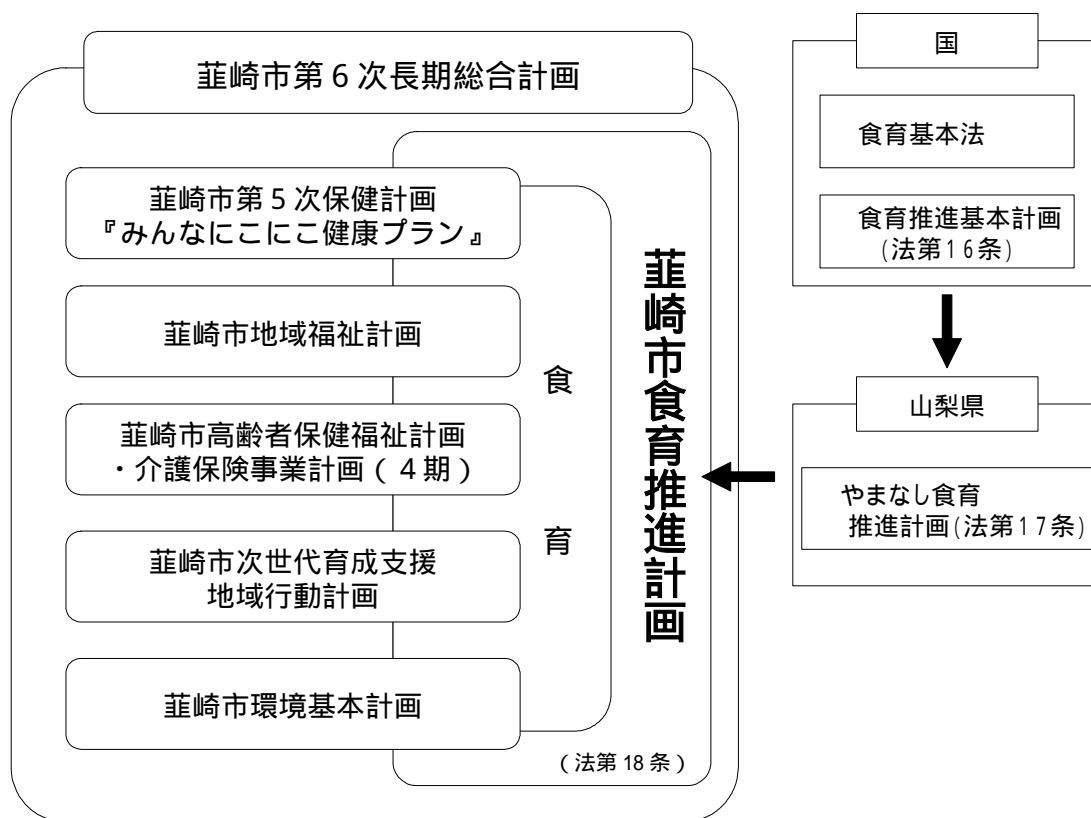 韮崎市第６次長期総合計画
韮崎市第５次保健計画
『みんなにこにこ健康プラン』
韮崎市地域福祉計画
韮崎市高齢者保健福祉計画
・介護保険事業計画（４期）
韮崎市次世代育成支援
地域行動計画
韮崎市環境基本計画
食育
韮崎市食育推進計画
（法第18条）
国
食育基本法
食育推進基本計画
(法第16条)
山梨県
やまなし食育
推進計画(法第17条)